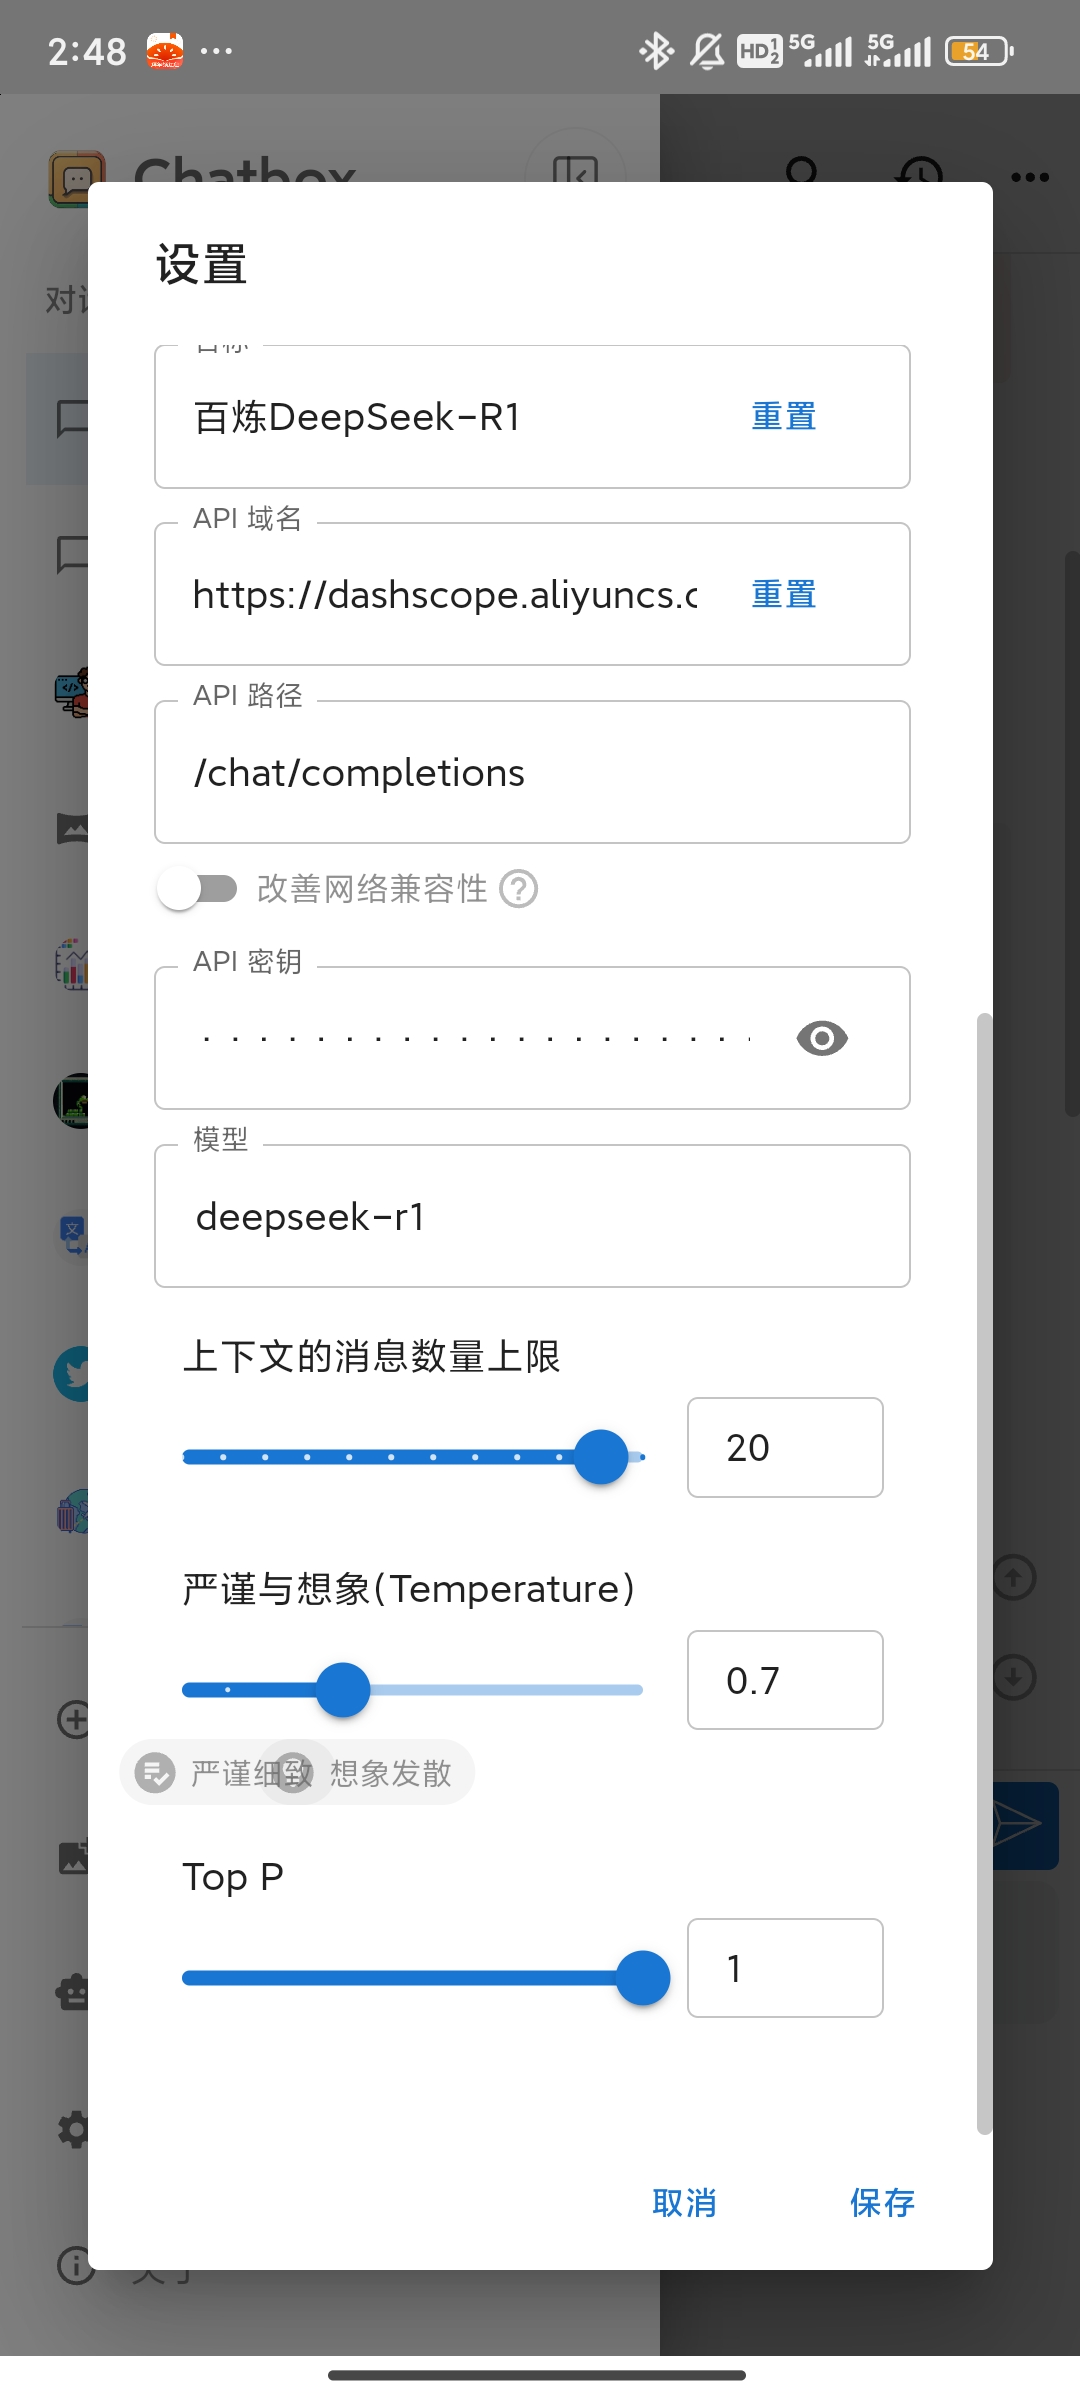 2:48
HD 1 2
5G
5G
54
Chatbox
设置
名称
百炼DeepSeek-R1
重置
API 域名
https://dashscope.aliyuncs.c
重置
API 路径
/chat/completions
改善网络兼容性
API 密钥
模型
deepseek-r1
上下文的消息数量上限
20
严谨与想象(Temperature)
0.7
严谨细致 想象发散
Top P
1
取消
保存